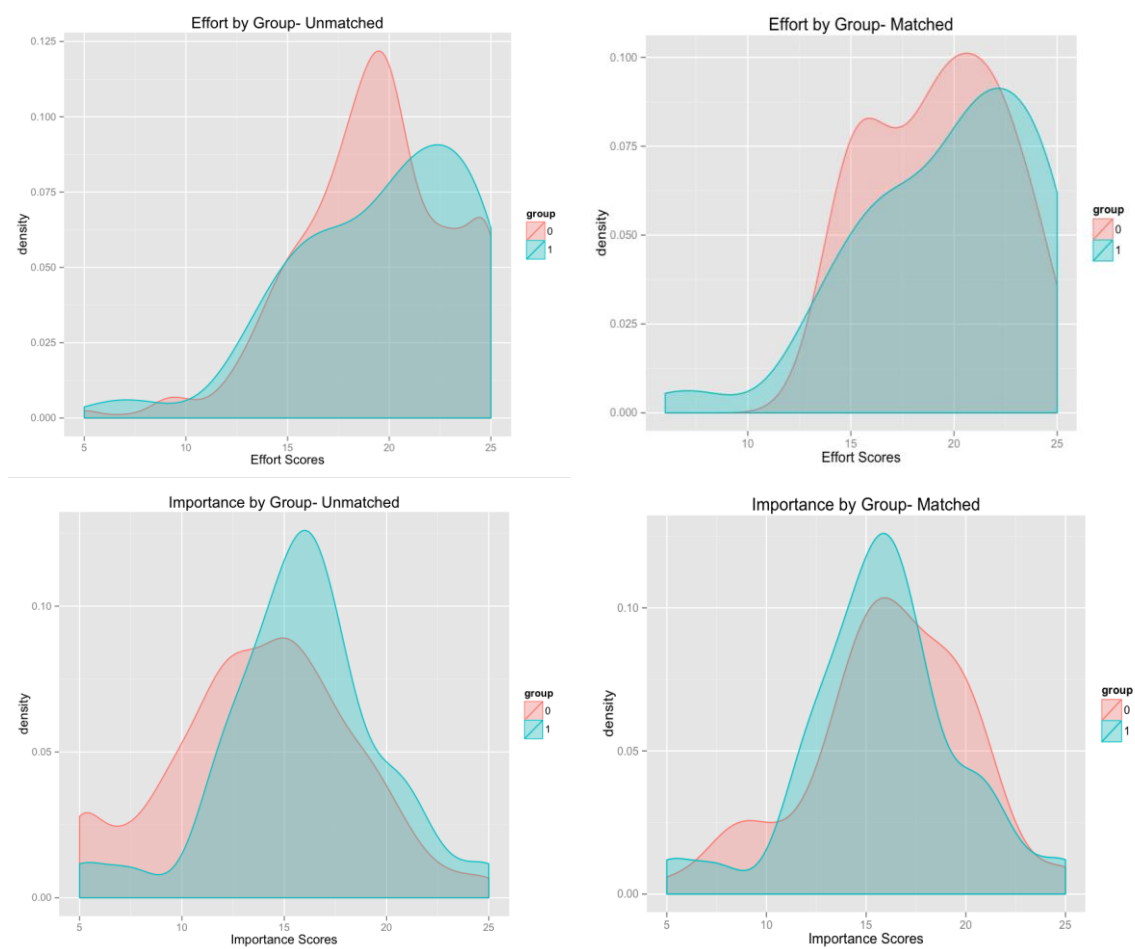 Effort by Group- Unmatched
0.125
0.100
0.075
0.050
0.025
0.000
density
5 10 15 20 25
Effort Scores
group
0
1
Effort by Group- Matched
0.100
0.075
0.050
0.025
0.000
density
10 15 20 25
Effort Scores
group
0
1
Importance by Group- Unmatched
0.10
0.05
0.00
density
5 10 15 20 25
Importance Scores
group
0
1
Importance by Group- Matched
0.10
0.05
0.00
density
5 10 15 20 25
Importance Scores
group
0
1